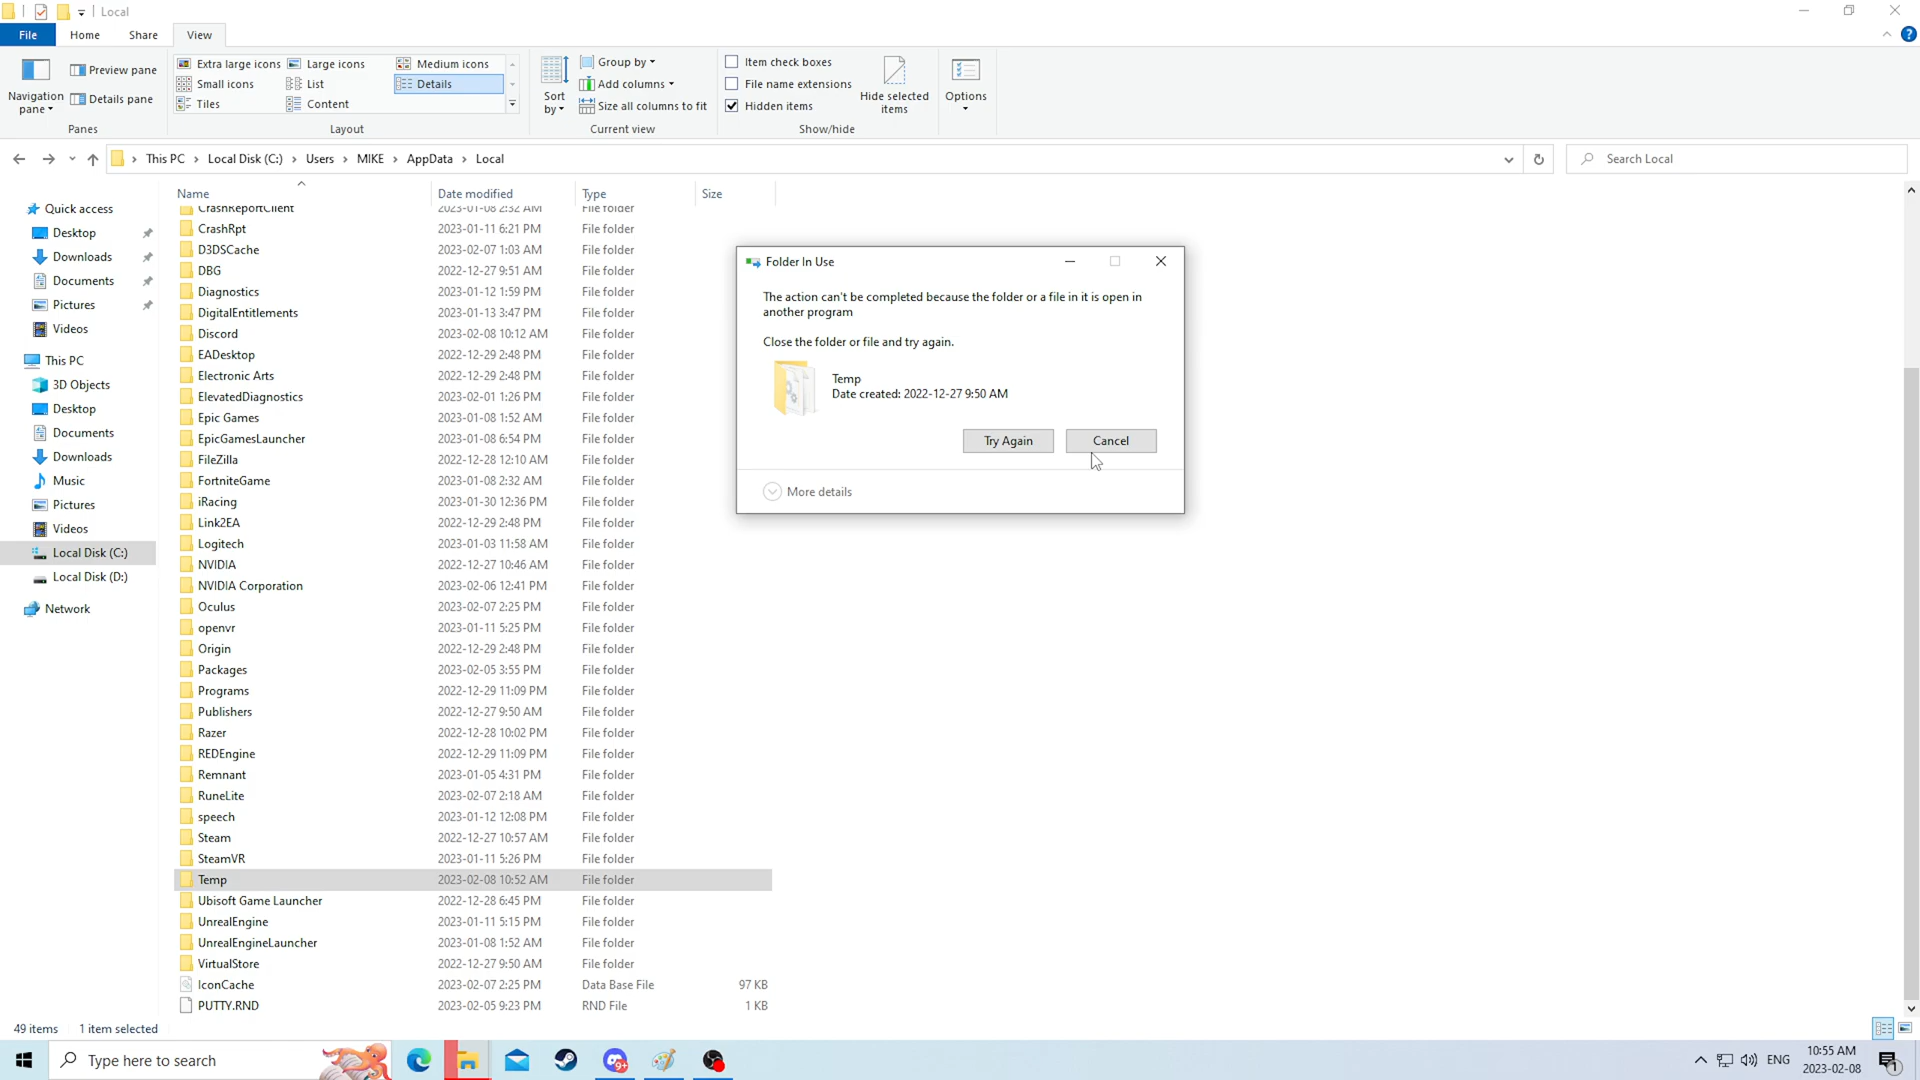 Local
File Home Share View
Navigation pane
Preview pane
Details pane
Panes
Extra large icons Large icons Medium icons
Small icons List Details
Tiles Content
Layout
Sort by
Group by
Add columns
Size all columns to fit
Current view
Item check boxes
File name extensions
Hidden items
Hide selected items
Show/hide
Options
This PC Local Disk (C:) Users MIKE AppData Local
Search Local
Quick access
Desktop
Downloads
Documents
Pictures
Videos
This PC
3D Objects
Desktop
Documents
Downloads
Music
Pictures
Videos
Local Disk (C:)
Local Disk (D:)
Network
Name Date modified Type Size
CrashReportClient 2023-01-08 2:32 AM File folder
CrashRpt 2023-01-11 6:21 PM File folder
D3DSCache 2023-02-07 1:03 AM File folder
DBG 2022-12-27 9:51 AM File folder
Diagnostics 2023-01-12 1:59 PM File folder
DigitalEntitlements 2023-01-13 3:47 PM File folder
Discord 2023-02-08 10:12 AM File folder
EADesktop 2022-12-29 2:48 PM File folder
Electronic Arts 2022-12-29 2:48 PM File folder
ElevatedDiagnostics 2023-02-01 1:26 PM File folder
Epic Games 2023-01-08 1:52 AM File folder
EpicGamesLauncher 2023-01-08 6:54 PM File folder
FileZilla 2022-12-28 12:10 AM File folder
FortniteGame 2023-01-08 2:32 AM File folder
iRacing 2023-01-30 12:36 PM File folder
Link2EA 2022-12-29 2:48 PM File folder
Logitech 2023-01-03 11:58 AM File folder
NVIDIA 2022-12-27 10:46 AM File folder
NVIDIA Corporation 2023-02-06 12:41 PM File folder
Oculus 2023-02-07 2:25 PM File folder
openvr 2023-01-11 5:25 PM File folder
Origin 2022-12-29 2:48 PM File folder
Packages 2023-02-05 3:55 PM File folder
Programs 2022-12-29 11:09 PM File folder
Publishers 2022-12-27 9:50 AM File folder
Razer 2022-12-28 10:02 PM File folder
REDEngine 2022-12-29 11:09 PM File folder
Remnant 2023-01-05 4:31 PM File folder
RuneLite 2023-02-07 2:18 AM File folder
speech 2023-01-12 12:08 PM File folder
Steam 2022-12-27 10:57 AM File folder
SteamVR 2023-01-11 5:26 PM File folder
Temp 2023-02-08 10:52 AM File folder
Ubisoft Game Launcher 2022-12-28 6:45 PM File folder
UnrealEngine 2023-01-11 5:15 PM File folder
UnrealEngineLauncher 2023-01-08 1:52 AM File folder
VirtualStore 2022-12-27 9:50 AM File folder
IconCache 2023-02-07 2:25 PM Data Base File 97 KB
PUTTY.RND 2023-02-05 9:23 PM RND File 1 KB
Folder In Use
The action can't be completed because the folder or a file in it is open in
another program
Close the folder or file and try again.
Temp
Date created: 2022-12-27 9:50 AM
Try Again Cancel
More details
49 items 1 item selected
Type here to search
ENG
10:55 AM
2023-02-08
1